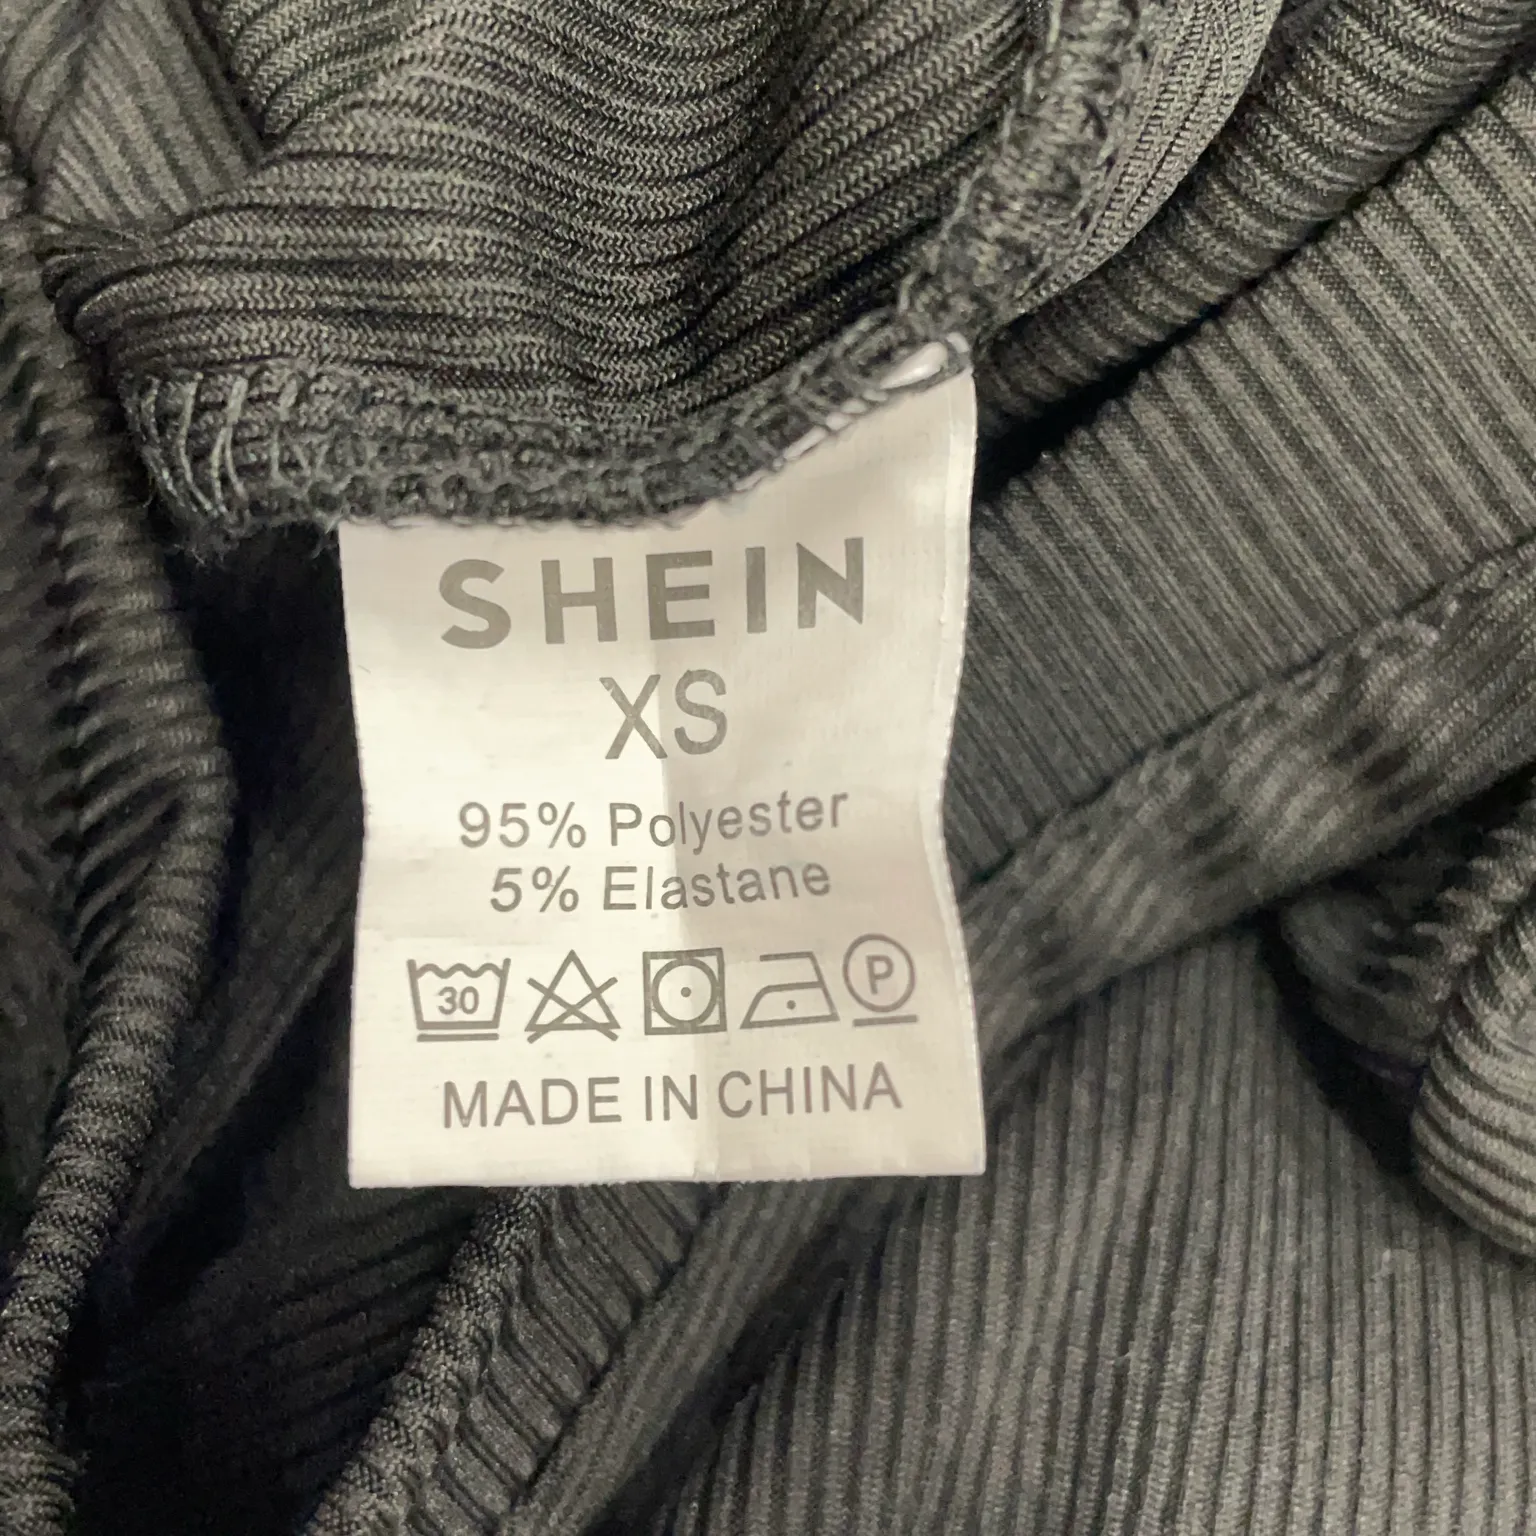 SHEIN
XS
95% Polyester
5% Elastane
30 P
MADE IN CHINA